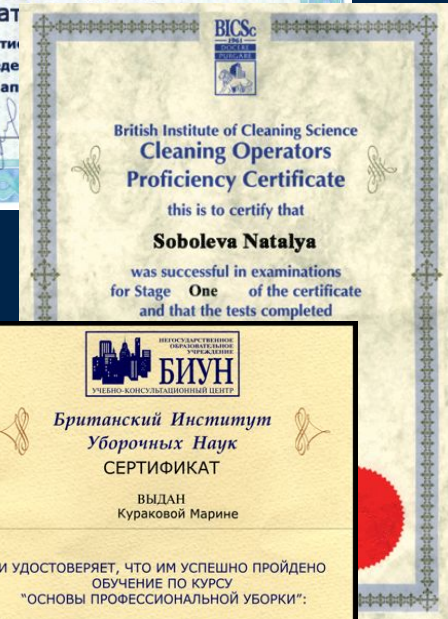 BICSc
1961
DOCERE
PURGARE
British Institute of Cleaning Science
Cleaning Operators
Proficiency Certificate
this is to certify that
Soboleva Natalya
was successful in examinations
for Stage One of the certificate
and that the tests completed
НЕГОСУДАРСТВЕННОЕ
ОБРАЗОВАТЕЛЬНОЕ
УЧРЕЖДЕНИЕ
БИУН
УЧЕБНО-КОНСУЛЬТАЦИОННЫЙ ЦЕНТР
Британский Институт
Уборочных Наук
СЕРТИФИКАТ
ВЫДАН
Кураковой Марине
И УДОСТОВЕРЯЕТ, ЧТО ИМ УСПЕШНО ПРОЙДЕНО
ОБУЧЕНИЕ ПО КУРСУ
"ОСНОВЫ ПРОФЕССИОНАЛЬНОЙ УБОРКИ":